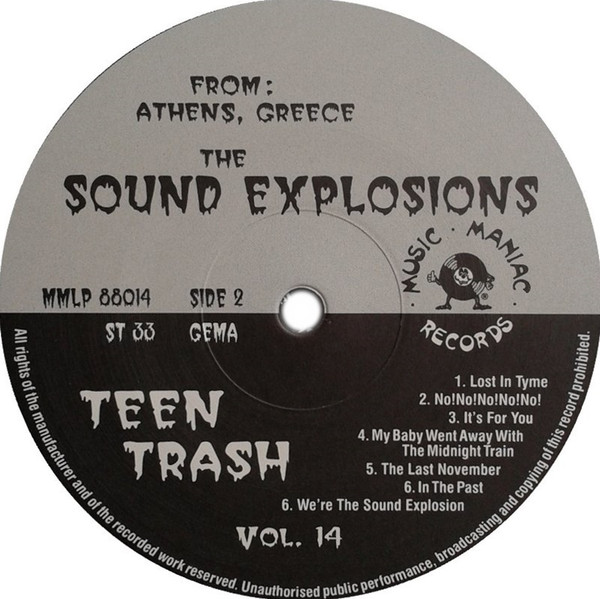 FROM:
ATHENS, GREECE
THE
SOUND EXPLOSIONS
MUSIC · MANIAC ·
RECORDS
®
MMLP 88014 SIDE 2
ST 33 GEMA
TEEN
TRASH
VOL. 14
1. Lost In Tyme
2. No!No!No!No!No!
3. It's For You
4. My Baby Went Away With
The Midnight Train
5. The Last November
6. In The Past
6. We're The Sound Explosion
All rights of the manufacturer and of the recorded work reserved. Unauthorised public performance, broadcasting and copying of this record prohibited.